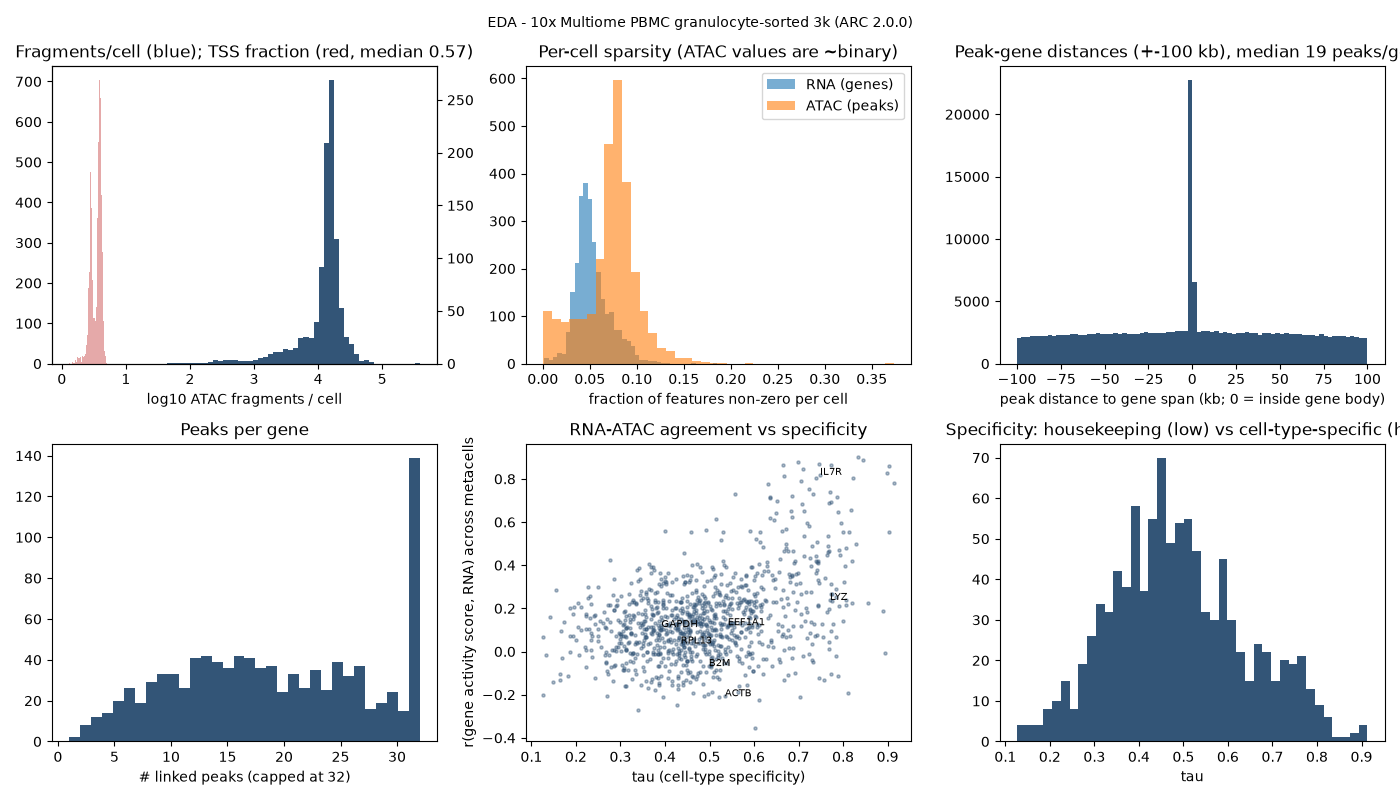 EDA - 10x Multiome PBMC granulocyte-sorted 3k (ARC 2.0.0)
Fragments/cell (blue); TSS fraction (red, median 0.57)
700
600
500
400
300
200
100
0
250
200
150
100
50
0
0 1 2 3 4 5
log10 ATAC fragments / cell
Per-cell sparsity (ATAC values are ~binary)
RNA (genes)
ATAC (peaks)
600
500
400
300
200
100
0
0.00 0.05 0.10 0.15 0.20 0.25 0.30 0.35
fraction of features non-zero per cell
Peak-gene distances (+-100 kb), median 19 peaks/g
20000
15000
10000
5000
0
−100 −75 −50 −25 0 25 50 75 100
peak distance to gene span (kb; 0 = inside gene body)
Peaks per gene
140
120
100
80
60
40
20
0
0 5 10 15 20 25 30
# linked peaks (capped at 32)
RNA-ATAC agreement vs specificity
r(gene activity score, RNA) across metacells
0.8
0.6
0.4
0.2
0.0
−0.2
−0.4
IL7R
LYZ
GAPDH
EEF1A1
RPL13
B2M
ACTB
0.1 0.2 0.3 0.4 0.5 0.6 0.7 0.8 0.9
tau (cell-type specificity)
Specificity: housekeeping (low) vs cell-type-specific (h
70
60
50
40
30
20
10
0
0.1 0.2 0.3 0.4 0.5 0.6 0.7 0.8 0.9
tau